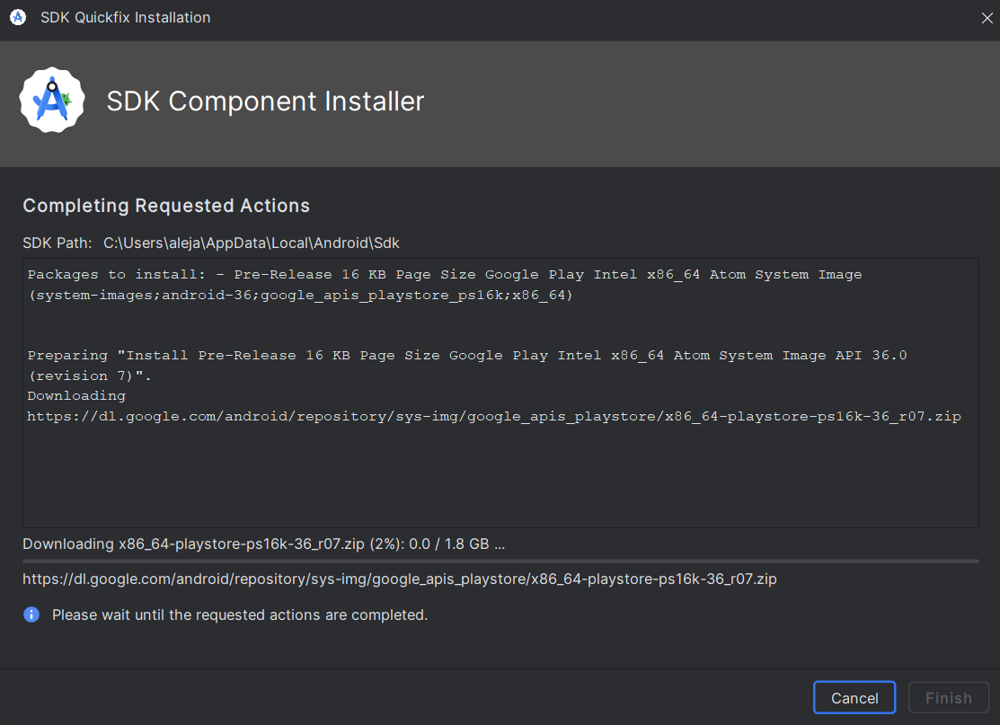 SDK Quickfix Installation
SDK Component Installer
Completing Requested Actions
SDK Path: C:\Users\aleja\AppData\Local\Android\Sdk
Packages to install: - Pre-Release 16 KB Page Size Google Play Intel x86_64 Atom System Image
(system-images;android-36;google_apis_playstore_ps16k;x86_64)
Preparing "Install Pre-Release 16 KB Page Size Google Play Intel x86_64 Atom System Image API 36.0
(revision 7)".
Downloading
https://dl.google.com/android/repository/sys-img/google_apis_playstore/x86_64-playstore-ps16k-36_r07.zip
Downloading x86_64-playstore-ps16k-36_r07.zip (2%): 0.0 / 1.8 GB ...
https://dl.google.com/android/repository/sys-img/google_apis_playstore/x86_64-playstore-ps16k-36_r07.zip
Please wait until the requested actions are completed.
Cancel Finish